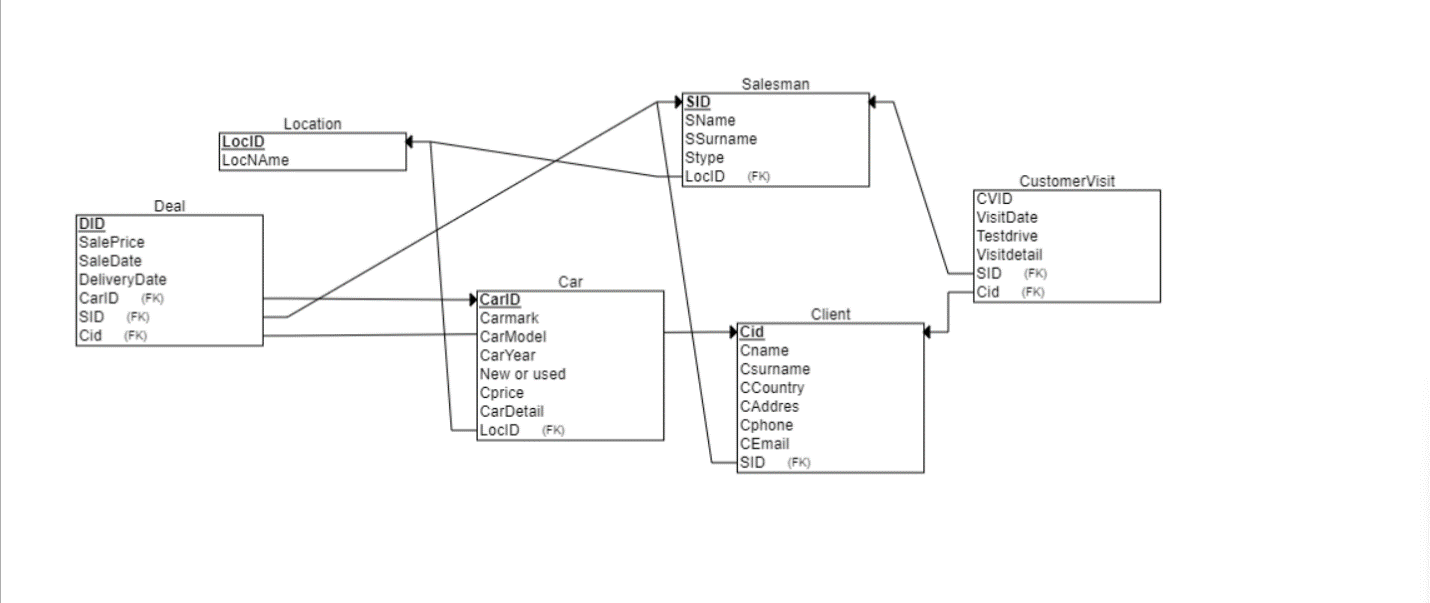 Salesman
SID
SName
SSurname
Stype
LocID (FK)
Location
LocID
LocNAme
CustomerVisit
CVID
VisitDate
Testdrive
Visitdetail
SID (FK)
Cid (FK)
Deal
DID
SalePrice
SaleDate
DeliveryDate
CarID (FK)
SID (FK)
Cid (FK)
Car
CarID
Carmark
CarModel
CarYear
New or used
Cprice
CarDetail
LocID (FK)
Client
Cid
Cname
Csurname
CCountry
CAddres
Cphone
CEmail
SID (FK)